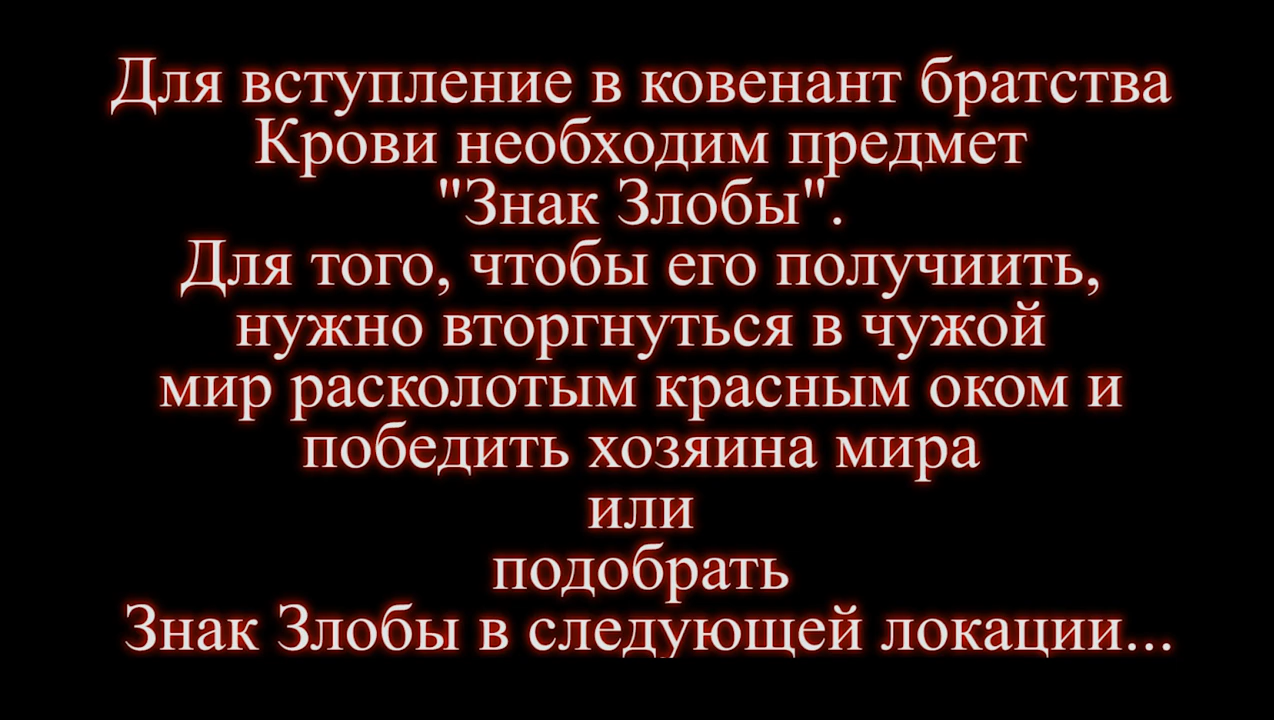 Для вступление в ковенант братства
Крови необходим предмет
"Знак Злобы".
Для того, чтобы его получиить,
нужно вторгнуться в чужой
мир расколотым красным оком и
победить хозяина мира
или
подобрать
Знак Злобы в следующей локации...